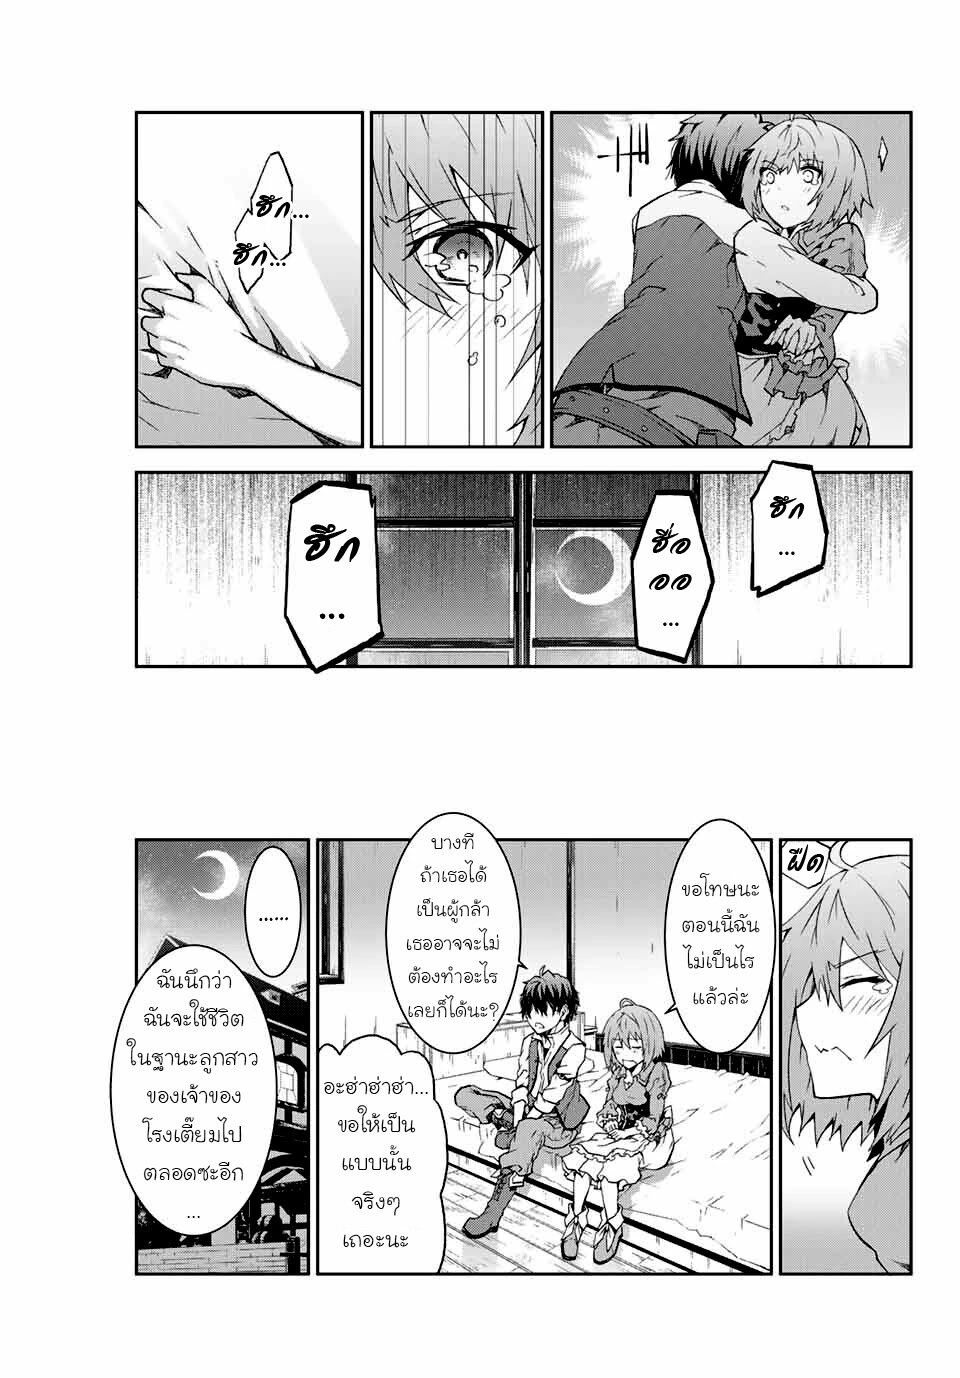 ฮึก...
ฮึก...
ฮึก
...
ฮื่อ
ออ
...
ฮึก
...
ฝืด
ขอโทษนะ
ตอนนี้ฉัน
ไม่เป็นไร
แล้วล่ะ
บางที
ถ้าเธอได้
เป็นผู้กล้า
เธออาจจะไม่
ต้องทำอะไร
เลยก็ได้นะ?
อะฮ่าฮ่าฮ่า...
ขอให้เป็น
แบบนั้น
จริงๆ
เถอะนะ
......
ฉันนึกว่า
ฉันจะใช้ชีวิต
ในฐานะลูกสาว
ของเจ้าของ
โรงเตี๊ยมไป
ตลอดซะอีก
...